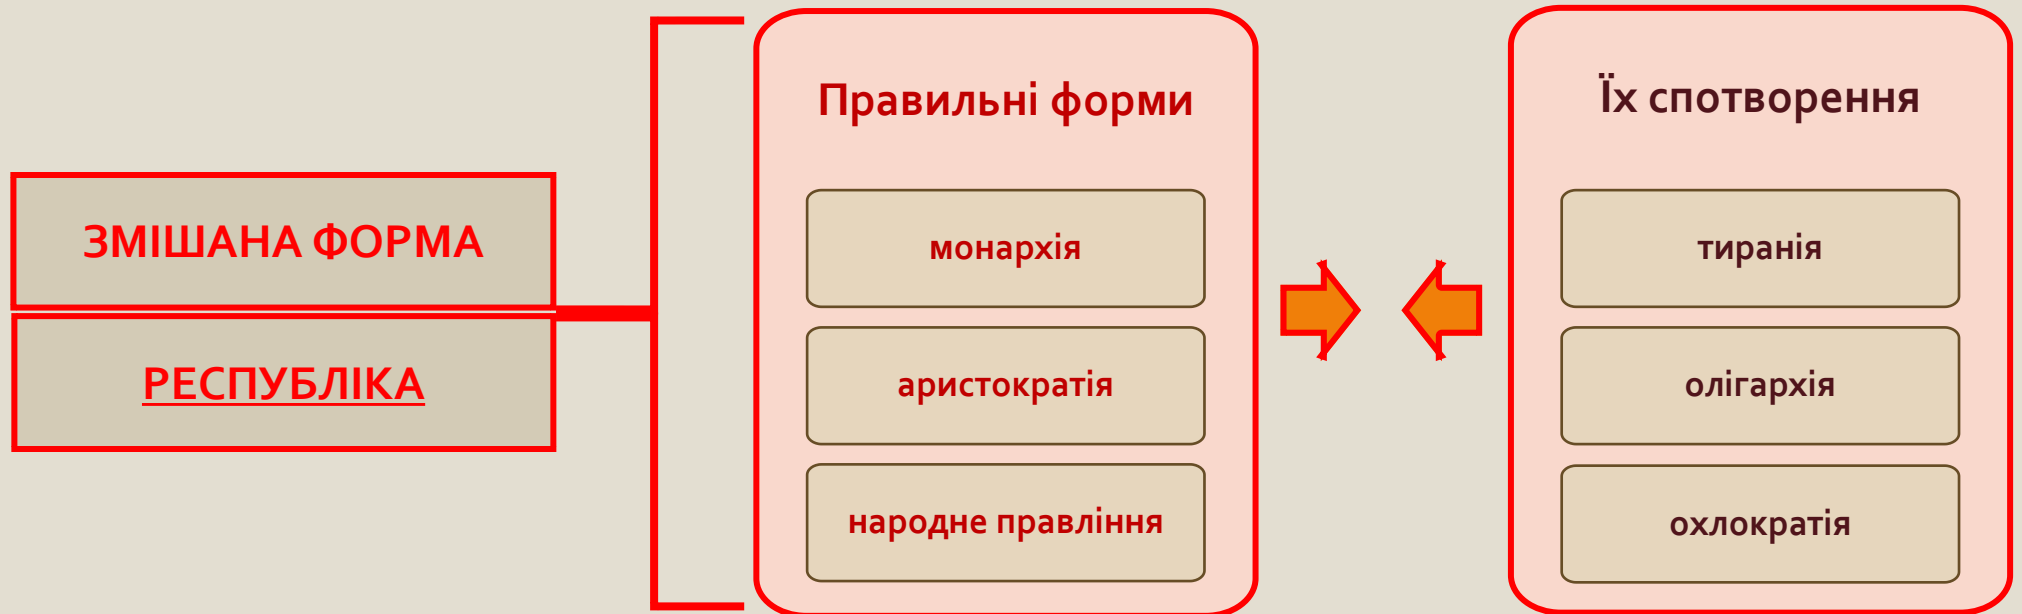 ЗМІШАНА ФОРМА
РЕСПУБЛІКА
Правильні форми
монархія
аристократія
народне правління
Їх спотворення
тиранія
олігархія
охлократія